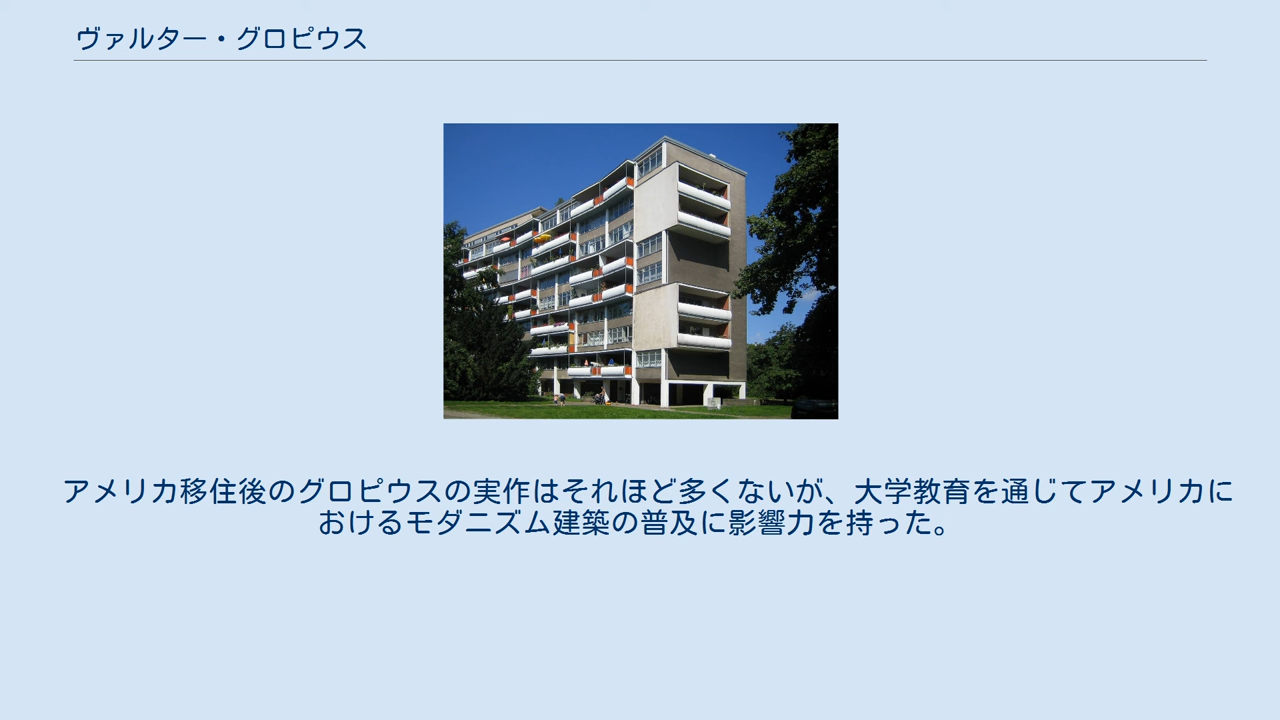 ヴァルター・グロピウス
アメリカ移住後のグロピウスの実作はそれほど多くないが、大学教育を通じてアメリカに
おけるモダニズム建築の普及に影響力を持った。